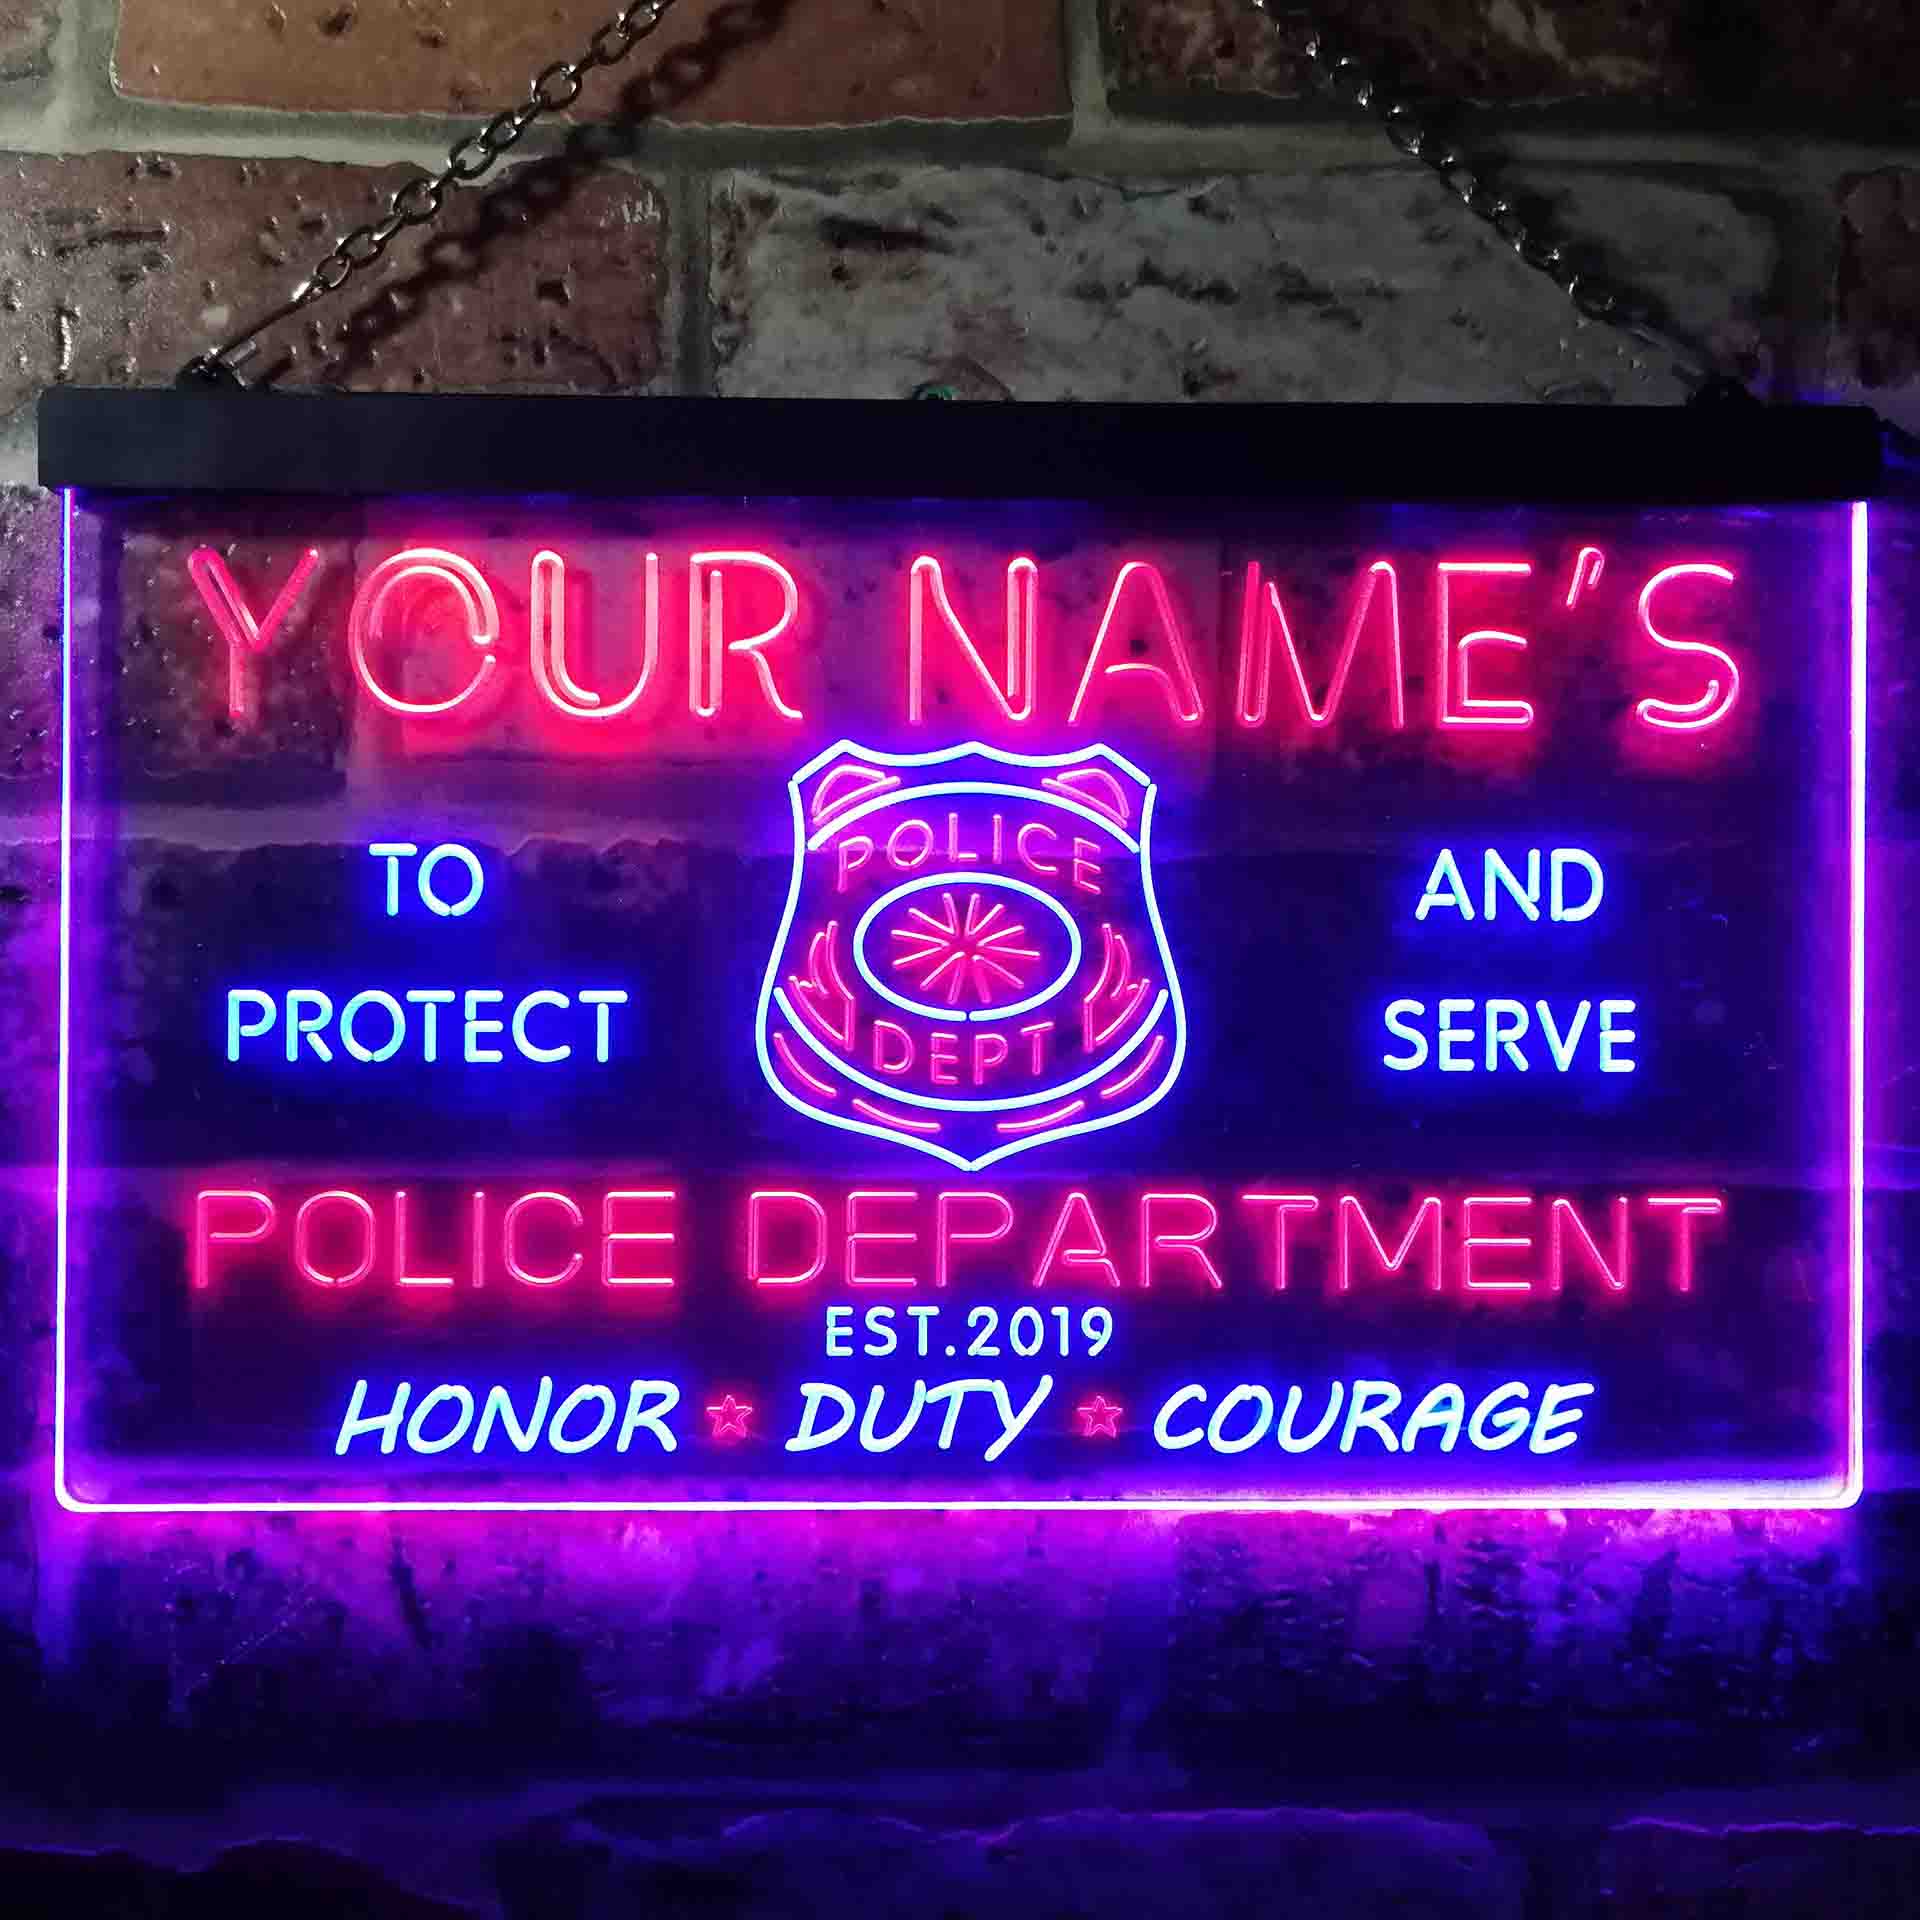 YOUR NAME'S
TO
PROTECT
POLICE
DEPT
AND
SERVE
POLICE DEPARTMENT
EST.2019
HONOR ★ DUTY ★ COURAGE